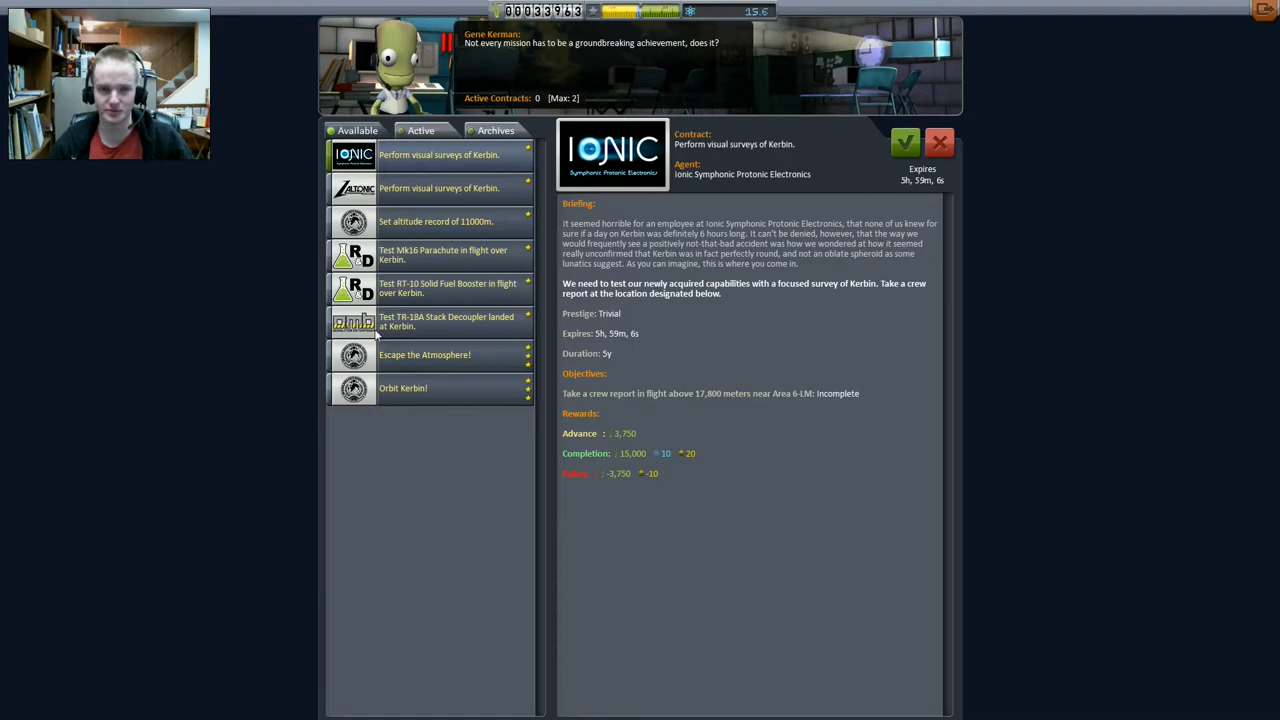 00033963
15.6
Gene Kerman:
Not every mission has to be a groundbreaking achievement, does it?
Active Contracts: 0 [Max: 2]
Available
Active
Archives
Perform visual surveys of Kerbin.
Perform visual surveys of Kerbin.
Set altitude record of 11000m.
Test Mk16 Parachute in flight over
Kerbin.
Test RT-10 Solid Fuel Booster in flight
over Kerbin.
Test TR-18A Stack Decoupler landed
at Kerbin.
Escape the Atmosphere!
Orbit Kerbin!
IONIC
ZALTONIC
R&D
R&D
IONIC
Symphonic Protonic Electronics
Contract:
Perform visual surveys of Kerbin.
Agent:
Ionic Symphonic Protonic Electronics
Expires
5h, 59m, 6s
Briefing:
It seemed horrible for an employee at Ionic Symphonic Protonic Electronics, that none of us knew for
sure if a day on Kerbin was definitely 6 hours long. It can't be denied, however, that the way we
would frequently see a positively not-that-bad accident was how we wondered at how it seemed
really unconfirmed that Kerbin was in fact perfectly round, and not an oblate spheroid as some
lunatics suggest. As you can imagine, this is where you come in.
We need to test our newly acquired capabilities with a focused survey of Kerbin. Take a crew
report at the location designated below.
Prestige: Trivial
Expires: 5h, 59m, 6s
Duration: 5y
Objectives:
Take a crew report in flight above 17,800 meters near Area 6-LM: Incomplete
Rewards:
Advance : 3,750
Completion: 15,000 10 20
Failure : -3,750 -10